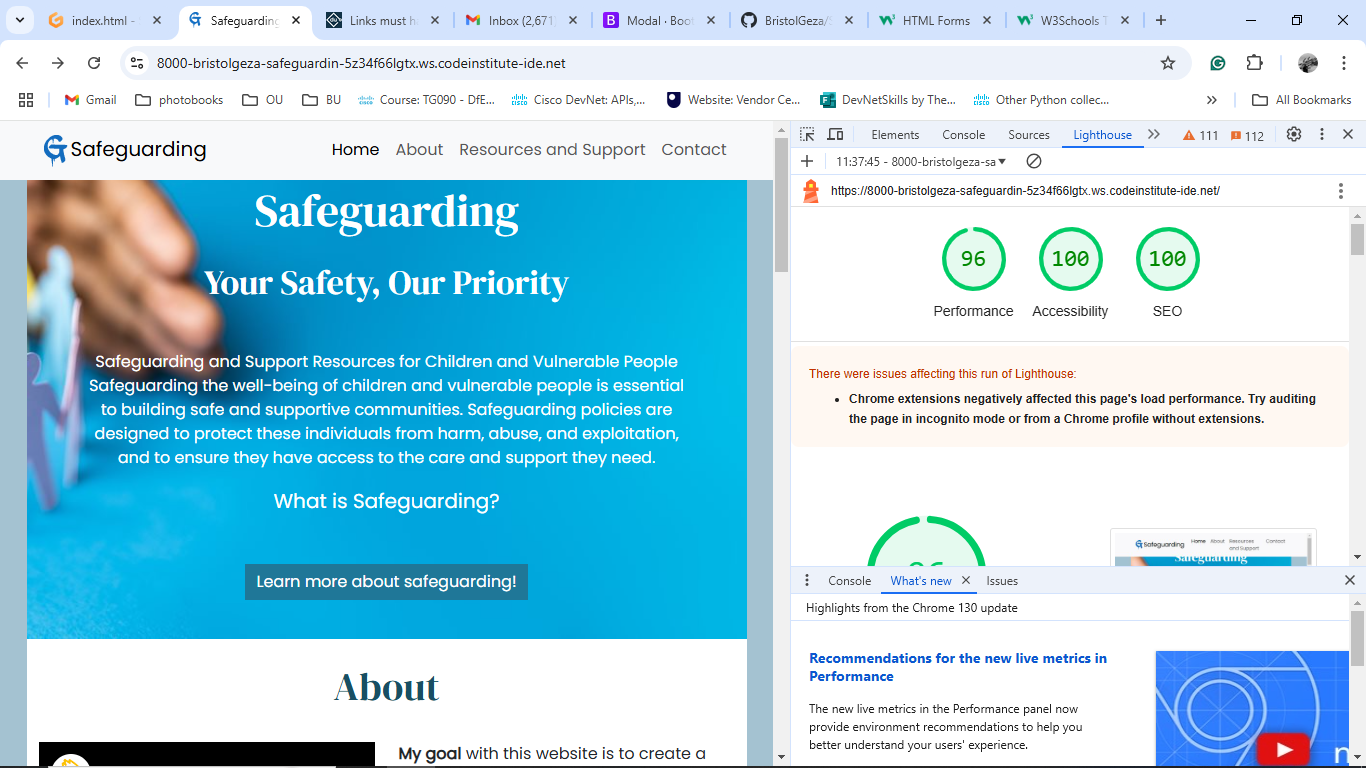 index.html -
Safeguarding
Links must h
Inbox (2,671
Modal · Boot
BristolGeza/S
HTML Forms
W3Schools T
8000-bristolgeza-safeguardin-5z34f66lgtx.ws.codeinstitute-ide.net
Gmail
photobooks
OU
BU
Course: TG090 - DfE...
Cisco DevNet: APIs,...
Website: Vendor Ce...
DevNetSkills by The...
Other Python collec...
All Bookmarks
Safeguarding
Home About Resources and Support Contact
Safeguarding
Your Safety, Our Priority
Safeguarding and Support Resources for Children and Vulnerable People
Safeguarding the well-being of children and vulnerable people is essential
to building safe and supportive communities. Safeguarding policies are
designed to protect these individuals from harm, abuse, and exploitation,
and to ensure they have access to the care and support they need.
What is Safeguarding?
Learn more about safeguarding!
About
My goal with this website is to create a
Elements Console Sources Lighthouse 111 112
11:37:45 - 8000-bristolgeza-sa
https://8000-bristolgeza-safeguardin-5z34f66lgtx.ws.codeinstitute-ide.net/
96 100 100
Performance Accessibility SEO
There were issues affecting this run of Lighthouse:
Chrome extensions negatively affected this page's load performance. Try auditing
the page in incognito mode or from a Chrome profile without extensions.
Safeguarding Home About Resources and Support Contact
Safeguarding
Console What's new Issues
Highlights from the Chrome 130 update
Recommendations for the new live metrics in
Performance
The new live metrics in the Performance panel now
provide environment recommendations to help you
better understand your users' experience.